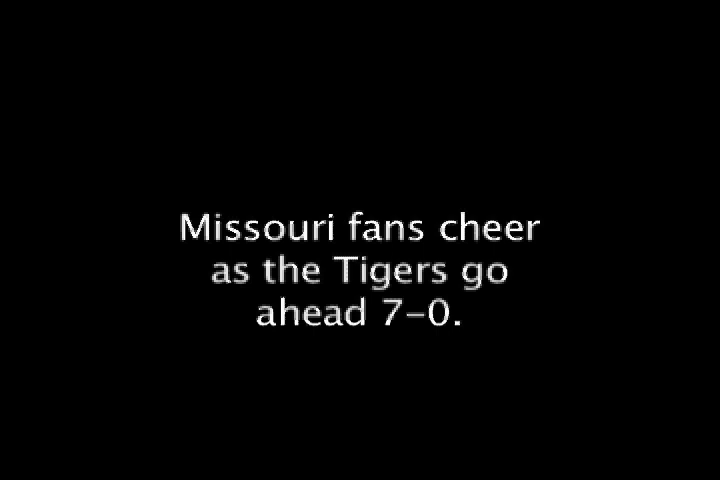 Missouri fans cheer
as the Tigers go
ahead 7-0.